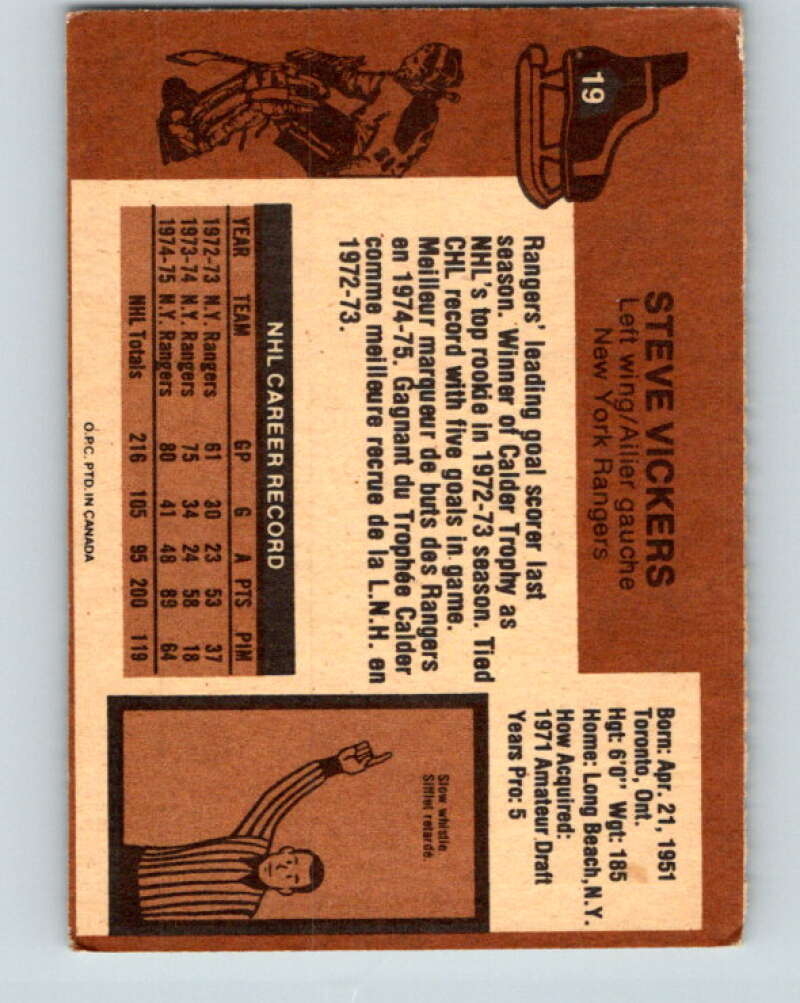 19
STEVE VICKERS
Left wing/Ailier gauche
New York Rangers
Born: Apr. 21, 1951
Toronto, Ont.
Hgt: 6'0" Wgt: 185
Home: Long Beach, N.Y.
How Acquired:
1971 Amateur Draft
Years Pro: 5
Rangers' leading goal scorer last
season. Winner of Calder Trophy as
NHL's top rookie in 1972-73 season. Tied
CHL record with five goals in game.
Meilleur marqueur de buts des Rangers
en 1974-75. Gagnant du Trophée Calder
comme meilleure recrue de la L.N.H. en
1972-73.
NHL CAREER RECORD
YEAR TEAM GP G A PTS PIM
1972-73 N.Y. Rangers 61 30 23 53 37
1973-74 N.Y. Rangers 75 34 24 58 18
1974-75 N.Y. Rangers 80 41 48 89 64
NHL Totals 216 105 95 200 119
Slow whistle.
Sifflet retardé.
O.P.C. PTD. IN CANADA